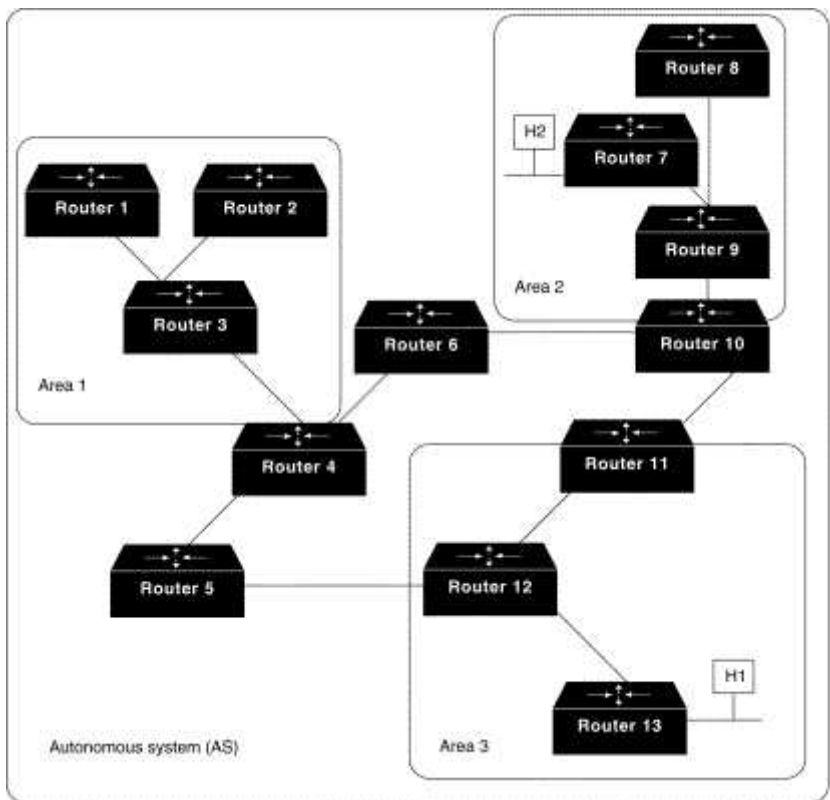 Router 8
H2
Router 7
Router 1
Router 2
Router 9
Area 2
Router 3
Router 6
Router 10
Area 1
Router 4
Router 11
Router 5
Router 12
H1
Router 13
Autonomous system (AS)
Area 3